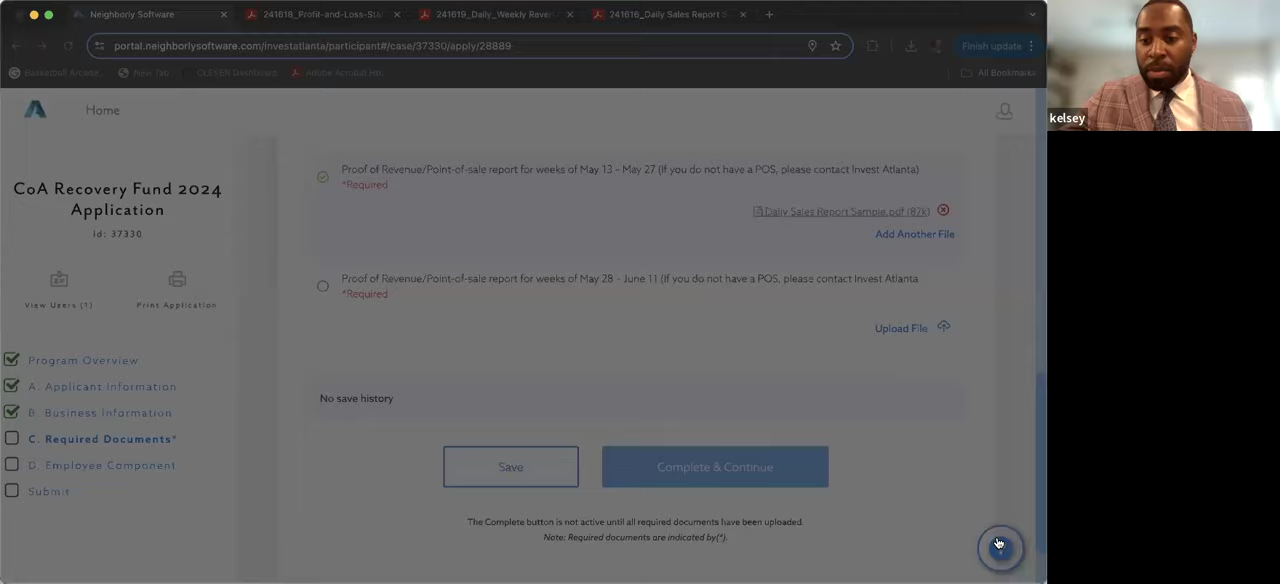 Neighborly Software
241618_Profit-and-Loss-Sta
241619_Daily_Weekly Reven
241616_Daily Sales Report S
portal.neighborlysoftware.com/investatlanta/participant#/case/37330/apply/28889
Finish update
Basketball Arcade,
New Tab
Dashboard
Adobe Acrobat
All Bookmarks
kelsey
Home
CoA Recovery Fund 2024
Application
Id: 37330
View Users (1)
Print Application
Program Overview
A. Applicant Information
B. Business Information
C. Required Documents*
D. Employee Component
Submit
Proof of Revenue/Point-of-sale report for weeks of May 13 – May 27 (If you do not have a POS, please contact Invest Atlanta)
*Required
Daily Sales Report Sample.pdf (87k)
Add Another File
Proof of Revenue/Point-of-sale report for weeks of May 28 – June 11 (If you do not have a POS, please contact Invest Atlanta
*Required
Upload File
No save history
Save
Complete & Continue
The Complete button is not active until all required documents have been uploaded.
Note: Required documents are indicated by(*).